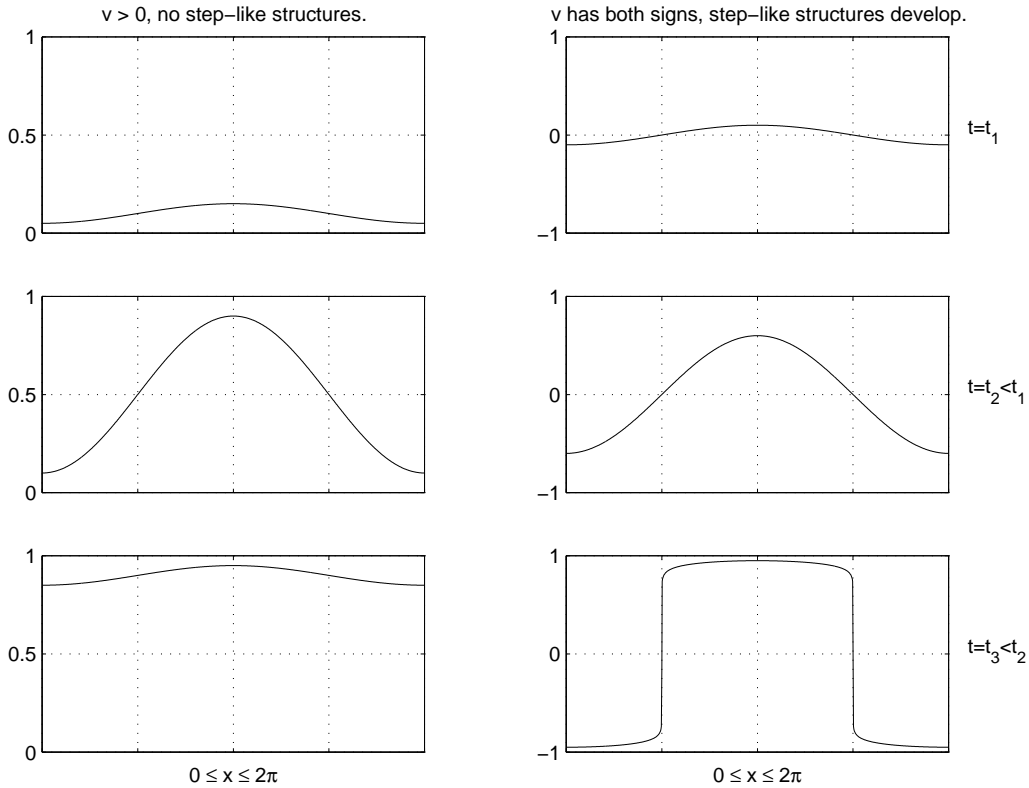 v > 0, no step−like structures.
v has both signs, step−like structures develop.
1
0.5
0
1
0
−1
t=t₁
1
0.5
0
1
0
−1
t=t₂<t₁
1
0.5
0
1
0
−1
t=t₃<t₂
0 ≤ x ≤ 2π
0 ≤ x ≤ 2π